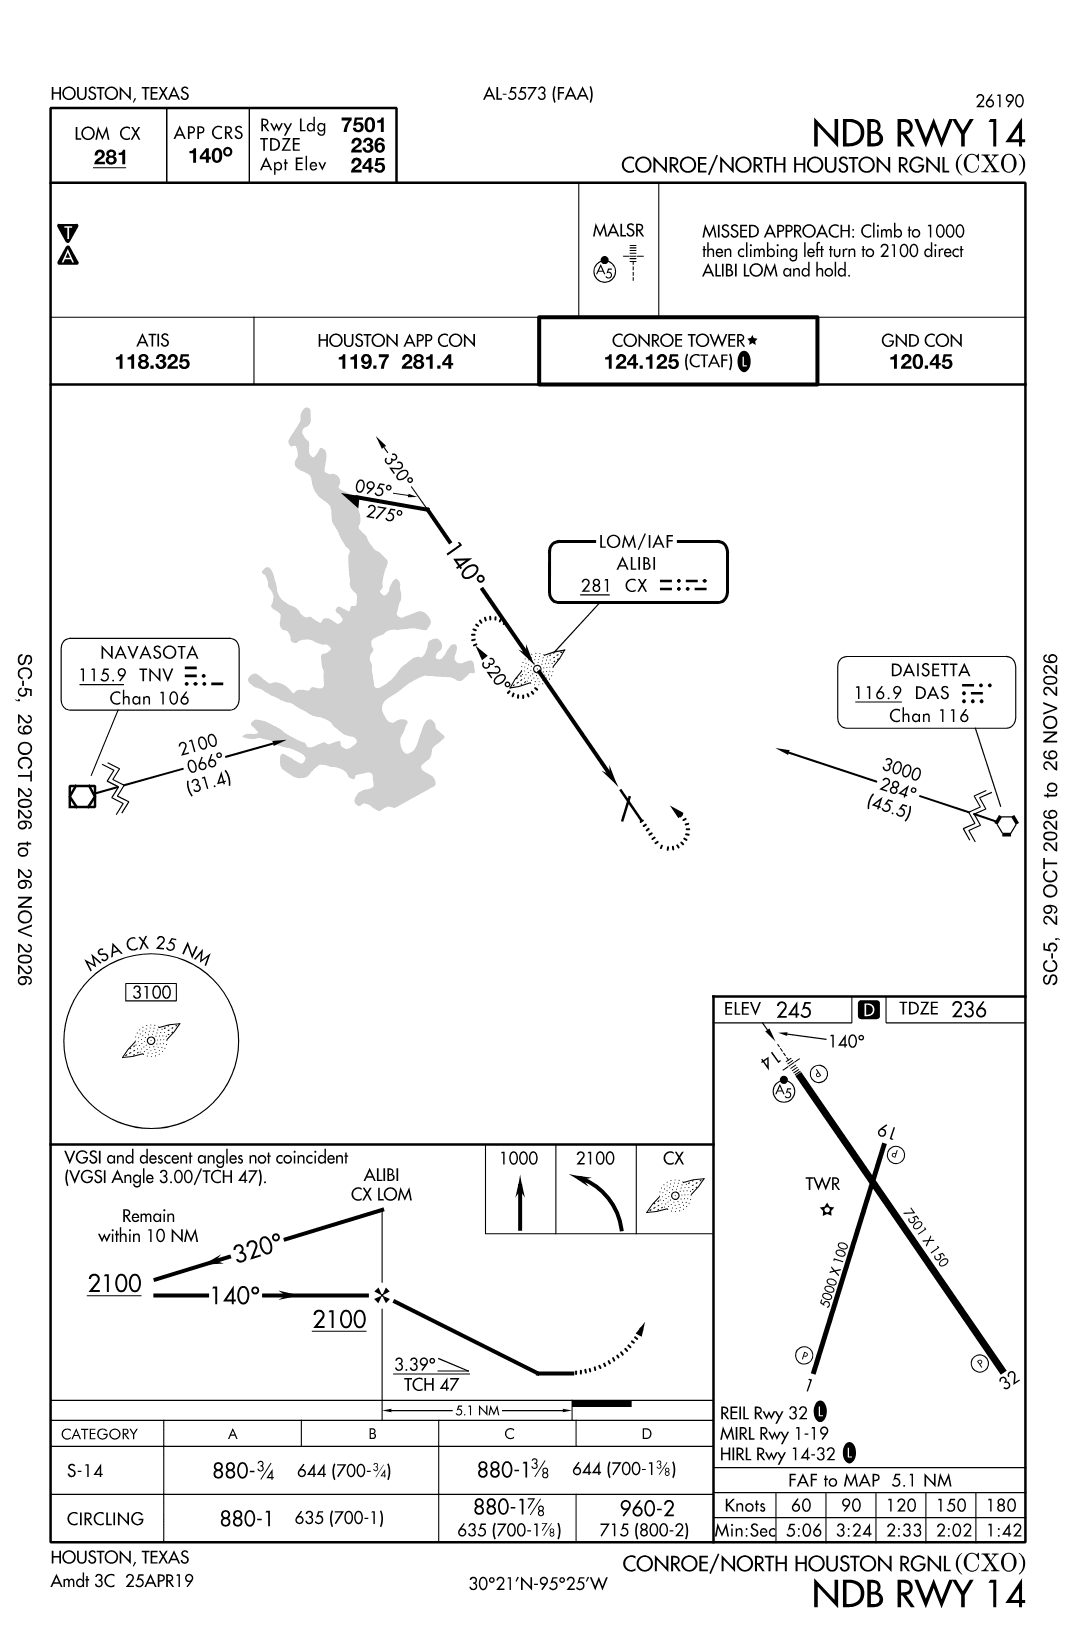 HOUSTON, TEXAS
AL-5573 (FAA)
26190
LOM CX
281
APP CRS
140°
Rwy Ldg 7501
TDZE 236
Apt Elev 245
NDB RWY 14
CONROE/NORTH HOUSTON RGNL (CXO)
T
A
MALSR
A5
MISSED APPROACH: Climb to 1000
then climbing left turn to 2100 direct
ALIBI LOM and hold.
ATIS
118.325
HOUSTON APP CON
119.7 281.4
CONROE TOWER★
124.125 (CTAF) L
GND CON
120.45
320°
095°
275°
140°
LOM/IAF
ALIBI
281 CX
320°
NAVASOTA
115.9 TNV
Chan 106
2100
066°
(31.4)
DAISETTA
116.9 DAS
Chan 116
3000
284°
(45.5)
SC-5, 29 OCT 2026 to 26 NOV 2026
SC-5, 29 OCT 2026 to 26 NOV 2026
MSA CX 25 NM
3100
ELEV 245
D
TDZE 236
140°
14
P
A5
19
P
TWR
7501 X 150
5000 X 100
P
P
1
32
REIL Rwy 32 L
MIRL Rwy 1-19
HIRL Rwy 14-32 L
VGSI and descent angles not coincident
(VGSI Angle 3.00/TCH 47).
ALIBI
CX LOM
Remain
within 10 NM
320°
2100
140°
2100
3.39°
TCH 47
5.1 NM
1000
2100
CX
CATEGORY A B C D
S-14 880-¾ 644 (700-¾) 880-1⅜ 644 (700-1⅜)
CIRCLING 880-1 635 (700-1) 880-1⅞ 635 (700-1⅞) 960-2 715 (800-2)
FAF to MAP 5.1 NM
Knots 60 90 120 150 180
Min:Sec 5:06 3:24 2:33 2:02 1:42
HOUSTON, TEXAS
Amdt 3C 25APR19
30°21'N-95°25'W
CONROE/NORTH HOUSTON RGNL (CXO)
NDB RWY 14